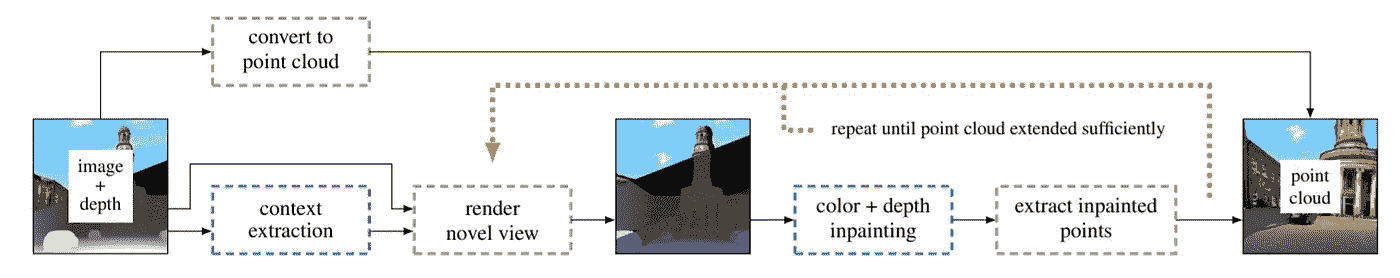 convert to
point cloud
repeat until point cloud extended sufficiently
image
+
depth
context
extraction
render
novel view
color + depth
inpainting
extract inpainted
points
point
cloud